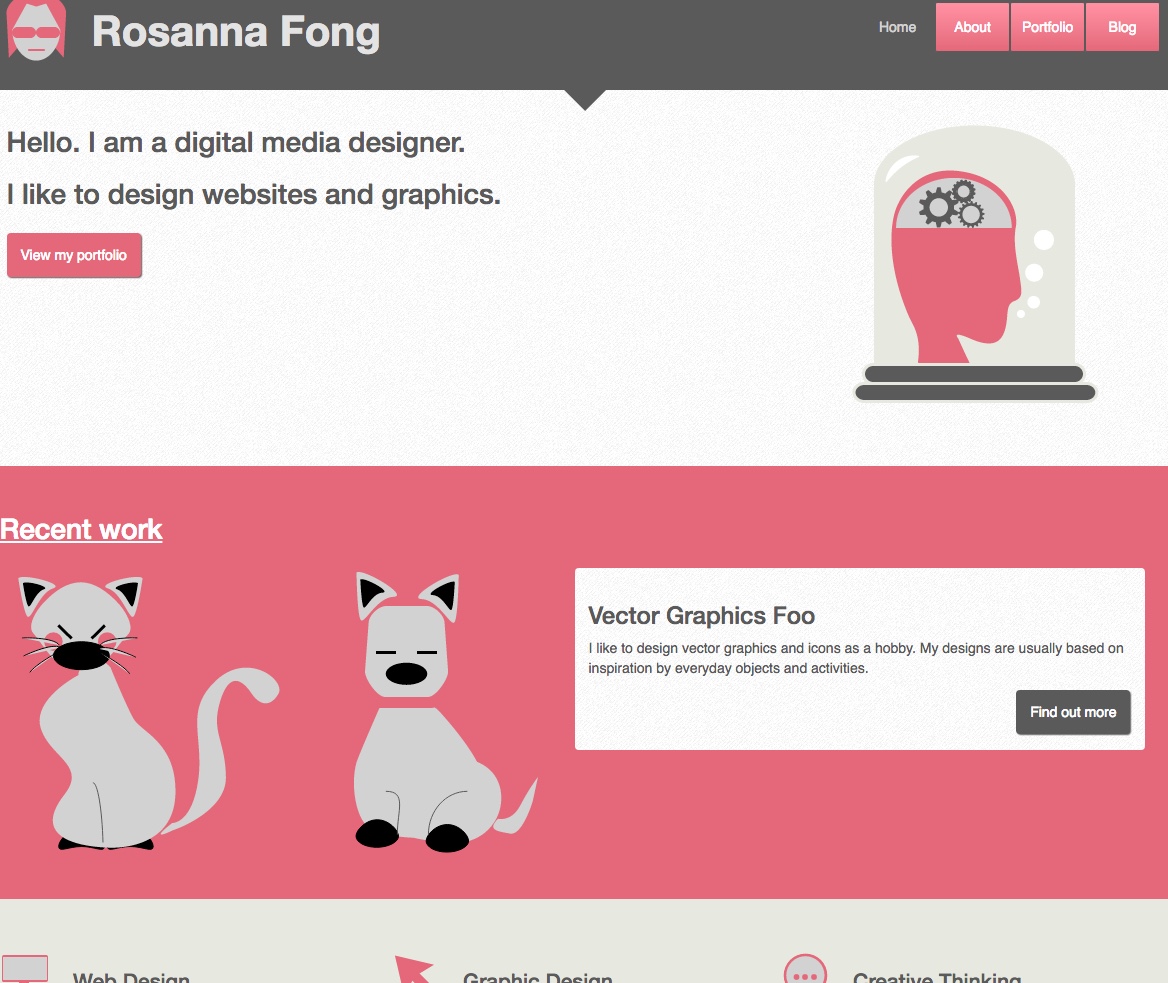 Rosanna Fong
Home
About
Portfolio
Blog
Hello. I am a digital media designer.
I like to design websites and graphics.
View my portfolio
Recent work
Vector Graphics Foo
I like to design vector graphics and icons as a hobby. My designs are usually based on
inspiration by everyday objects and activities.
Find out more
Web Design
Graphic Design
Creative Thinking